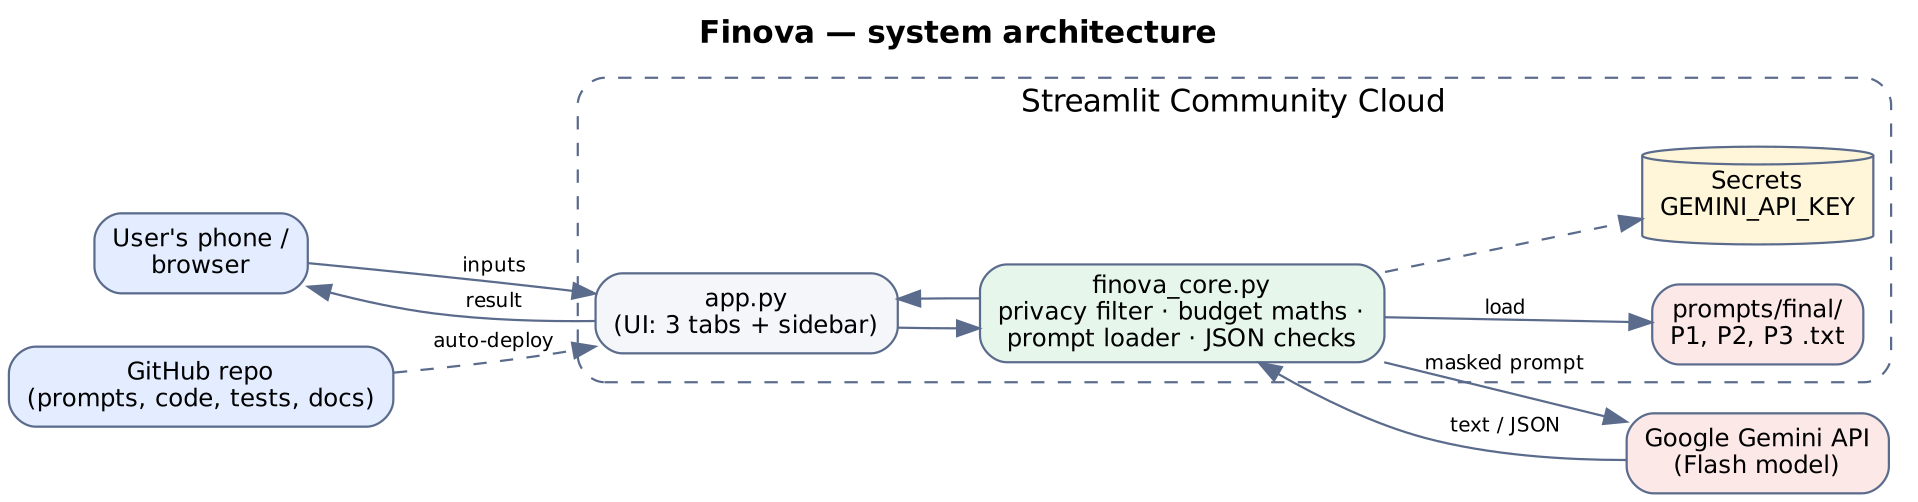 Finova — system architecture
Streamlit Community Cloud
Secrets
GEMINI_API_KEY
User's phone /
browser
inputs
result
auto-deploy
GitHub repo
(prompts, code, tests, docs)
app.py
(UI: 3 tabs + sidebar)
finova_core.py
privacy filter · budget maths ·
prompt loader · JSON checks
load
prompts/final/
P1, P2, P3 .txt
masked prompt
text / JSON
Google Gemini API
(Flash model)